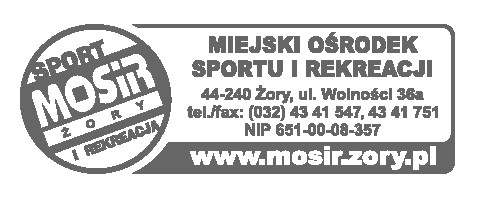 SPORT
MOSiR
ŻORY
I REKREACJA
MIEJSKI OŚRODEK
SPORTU I REKREACJI
44-240 Żory, ul. Wolności 36a
tel./fax: (032) 43 41 547, 43 41 751
NIP 651-00-08-357
www.mosir.zory.pl